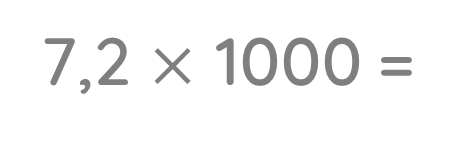 7,2 × 1000 =